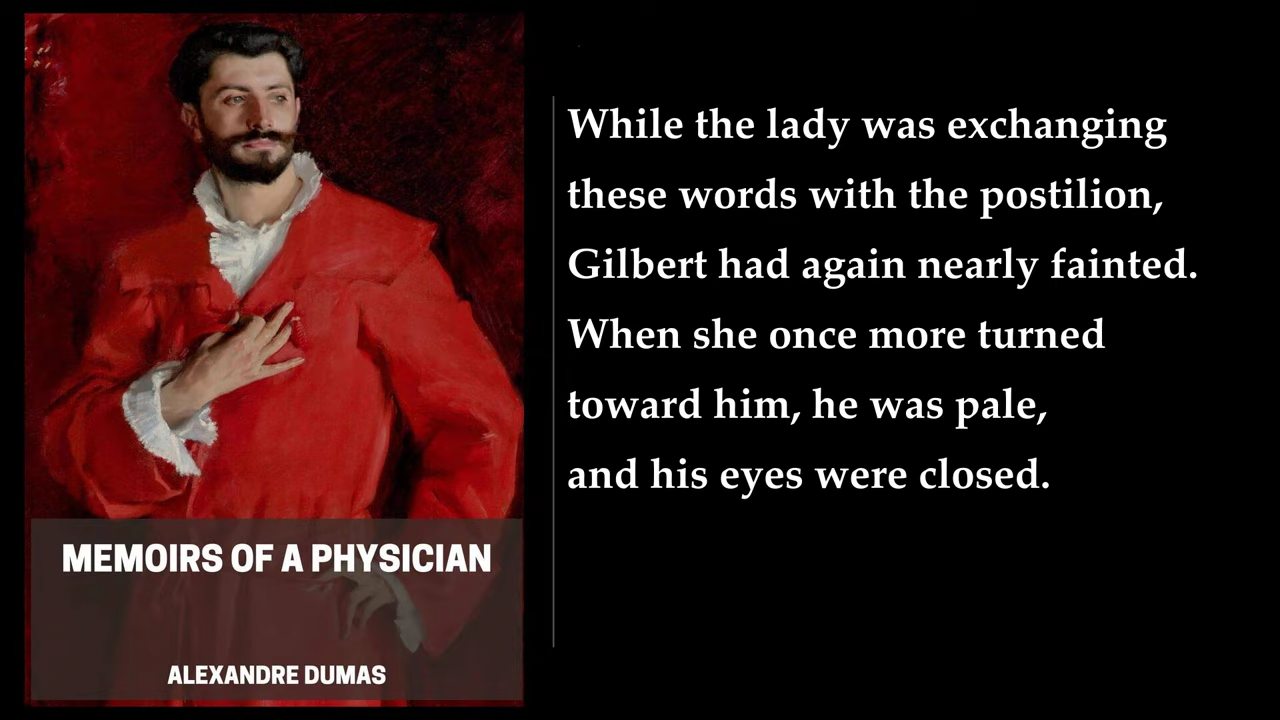 While the lady was exchanging
these words with the postilion,
Gilbert had again nearly fainted.
When she once more turned
toward him, he was pale,
and his eyes were closed.
MEMOIRS OF A PHYSICIAN
ALEXANDRE DUMAS